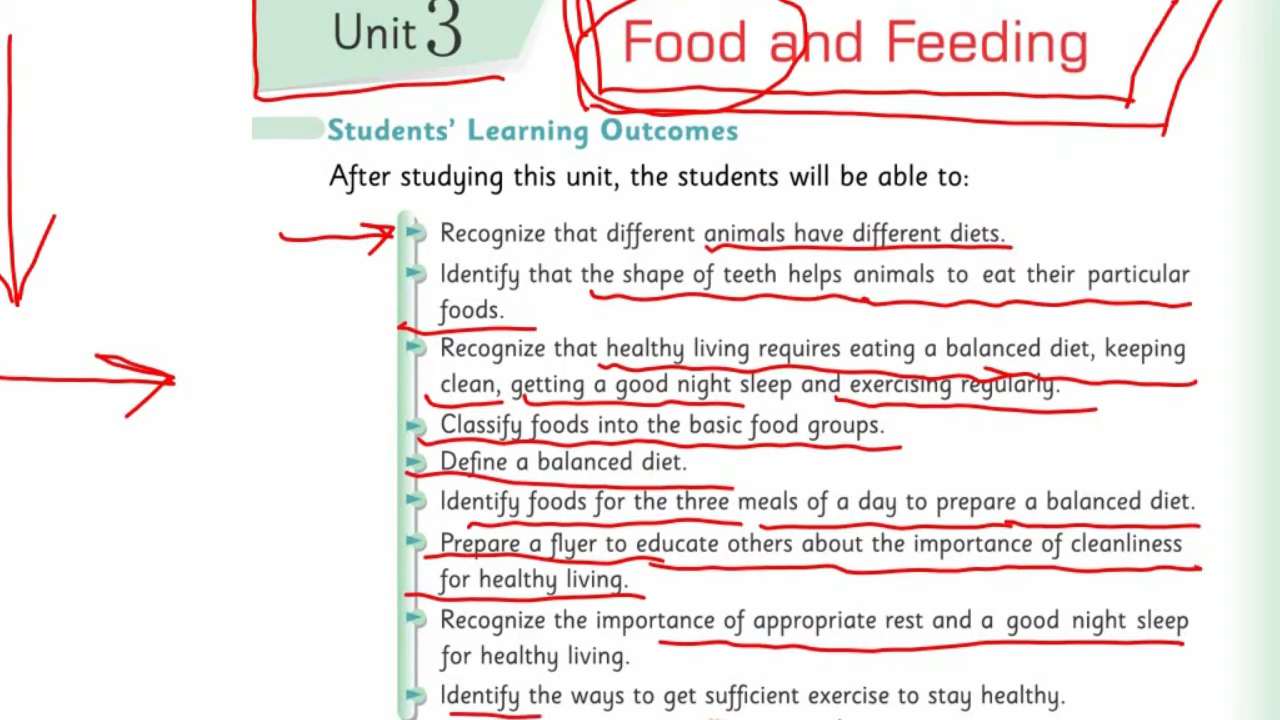 Unit 3
Food and Feeding
Students' Learning Outcomes
After studying this unit, the students will be able to:
Recognize that different animals have different diets.
Identify that the shape of teeth helps animals to eat their particular
foods.
Recognize that healthy living requires eating a balanced diet, keeping
clean, getting a good night sleep and exercising regularly.
Classify foods into the basic food groups.
Define a balanced diet.
Identify foods for the three meals of a day to prepare a balanced diet.
Prepare a flyer to educate others about the importance of cleanliness
for healthy living.
Recognize the importance of appropriate rest and a good night sleep
for healthy living.
Identify the ways to get sufficient exercise to stay healthy.